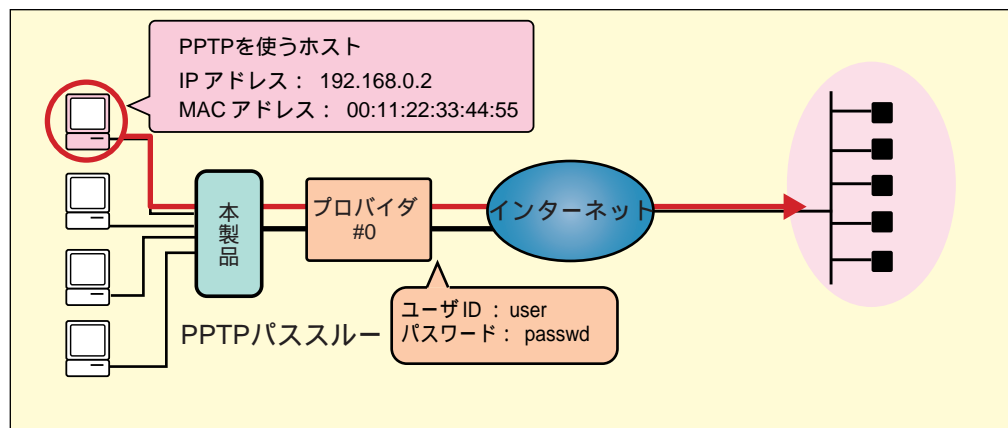 PPTPを使うホスト
IP アドレス： 192.168.0.2
MAC アドレス： 00:11:22:33:44:55
本製品
プロバイダ
#0
インターネット
ユーザ ID ： user
パスワード： passwd
PPTPパススルー